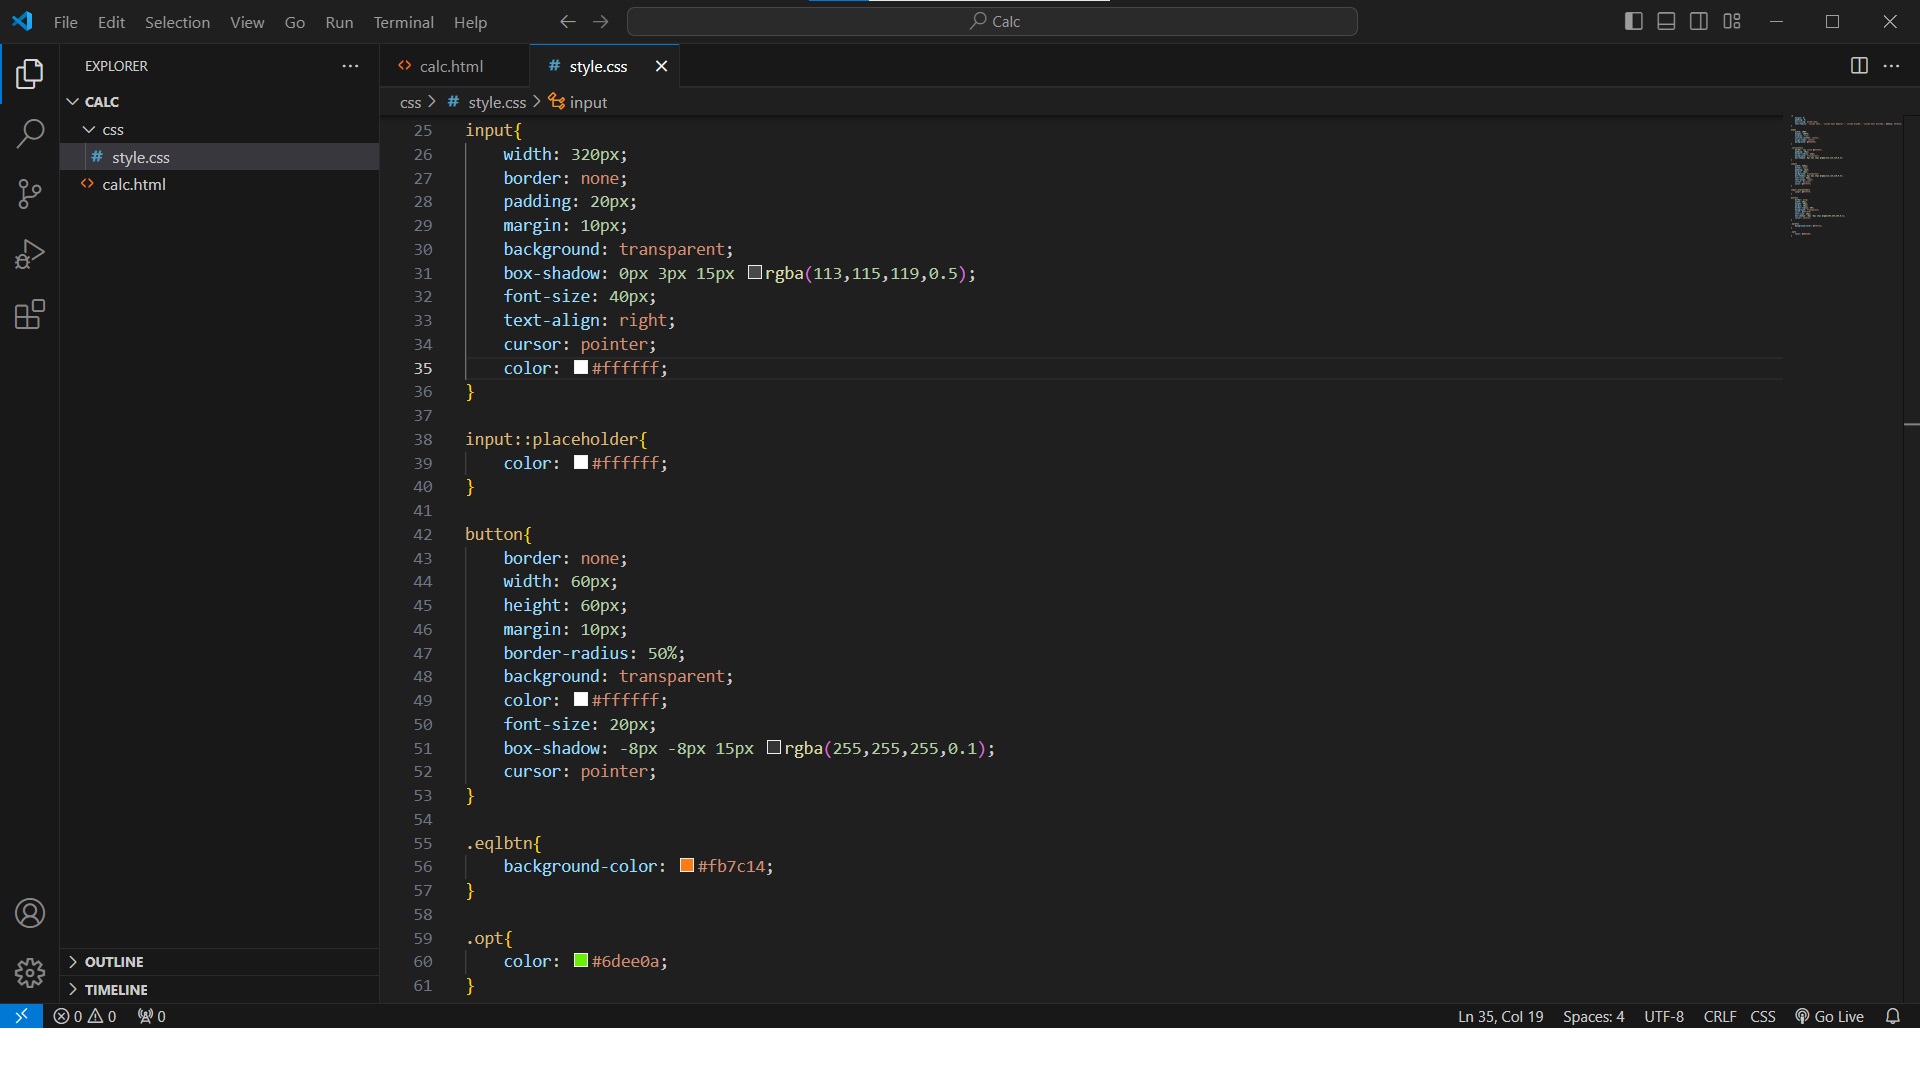 File Edit Selection View Go Run Terminal Help
Calc
EXPLORER
CALC
css
style.css
calc.html
OUTLINE
TIMELINE
calc.html
style.css
css > # style.css > input
25 input{
26     width: 320px;
27     border: none;
28     padding: 20px;
29     margin: 10px;
30     background: transparent;
31     box-shadow: 0px 3px 15px rgba(113,115,119,0.5);
32     font-size: 40px;
33     text-align: right;
34     cursor: pointer;
35     color: #ffffff;
36 }
37
38 input::placeholder{
39     color: #ffffff;
40 }
41
42 button{
43     border: none;
44     width: 60px;
45     height: 60px;
46     margin: 10px;
47     border-radius: 50%;
48     background: transparent;
49     color: #ffffff;
50     font-size: 20px;
51     box-shadow: -8px -8px 15px rgba(255,255,255,0.1);
52     cursor: pointer;
53 }
54
55 .eqlbtn{
56     background-color: #fb7c14;
57 }
58
59 .opt{
60     color: #6dee0a;
61 }
0 0 0
Ln 35, Col 19 Spaces: 4 UTF-8 CRLF CSS Go Live